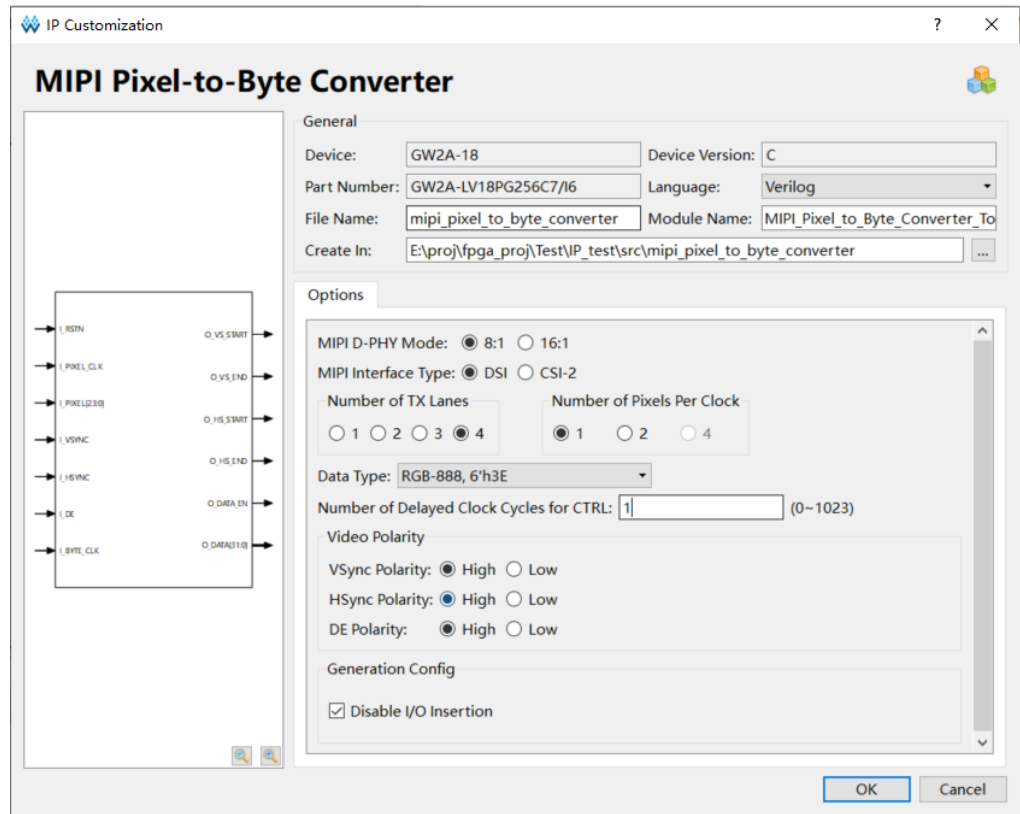 IP Customization
?
MIPI Pixel-to-Byte Converter
General
Device: GW2A-18 Device Version: C
Part Number: GW2A-LV18PG256C7/I6 Language: Verilog
File Name: mipi_pixel_to_byte_converter Module Name: MIPI_Pixel_to_Byte_Converter_To
Create In: E:\proj\fpga_proj\Test\IP_test\src\mipi_pixel_to_byte_converter ...
I_RSTN
O_VS_START
I_PIXEL_CLK
O_VS_END
I_PIXEL[23:0]
O_HS_START
I_VSYNC
O_HS_END
I_HSYNC
O_DATA_EN
I_DE
O_DATA[31:0]
I_BYTE_CLK
Options
MIPI D-PHY Mode: 8:1 16:1
MIPI Interface Type: DSI CSI-2
Number of TX Lanes Number of Pixels Per Clock
1 2 3 4 1 2 4
Data Type: RGB-888, 6'h3E
Number of Delayed Clock Cycles for CTRL: 1 (0~1023)
Video Polarity
VSync Polarity: High Low
HSync Polarity: High Low
DE Polarity: High Low
Generation Config
Disable I/O Insertion
OK Cancel